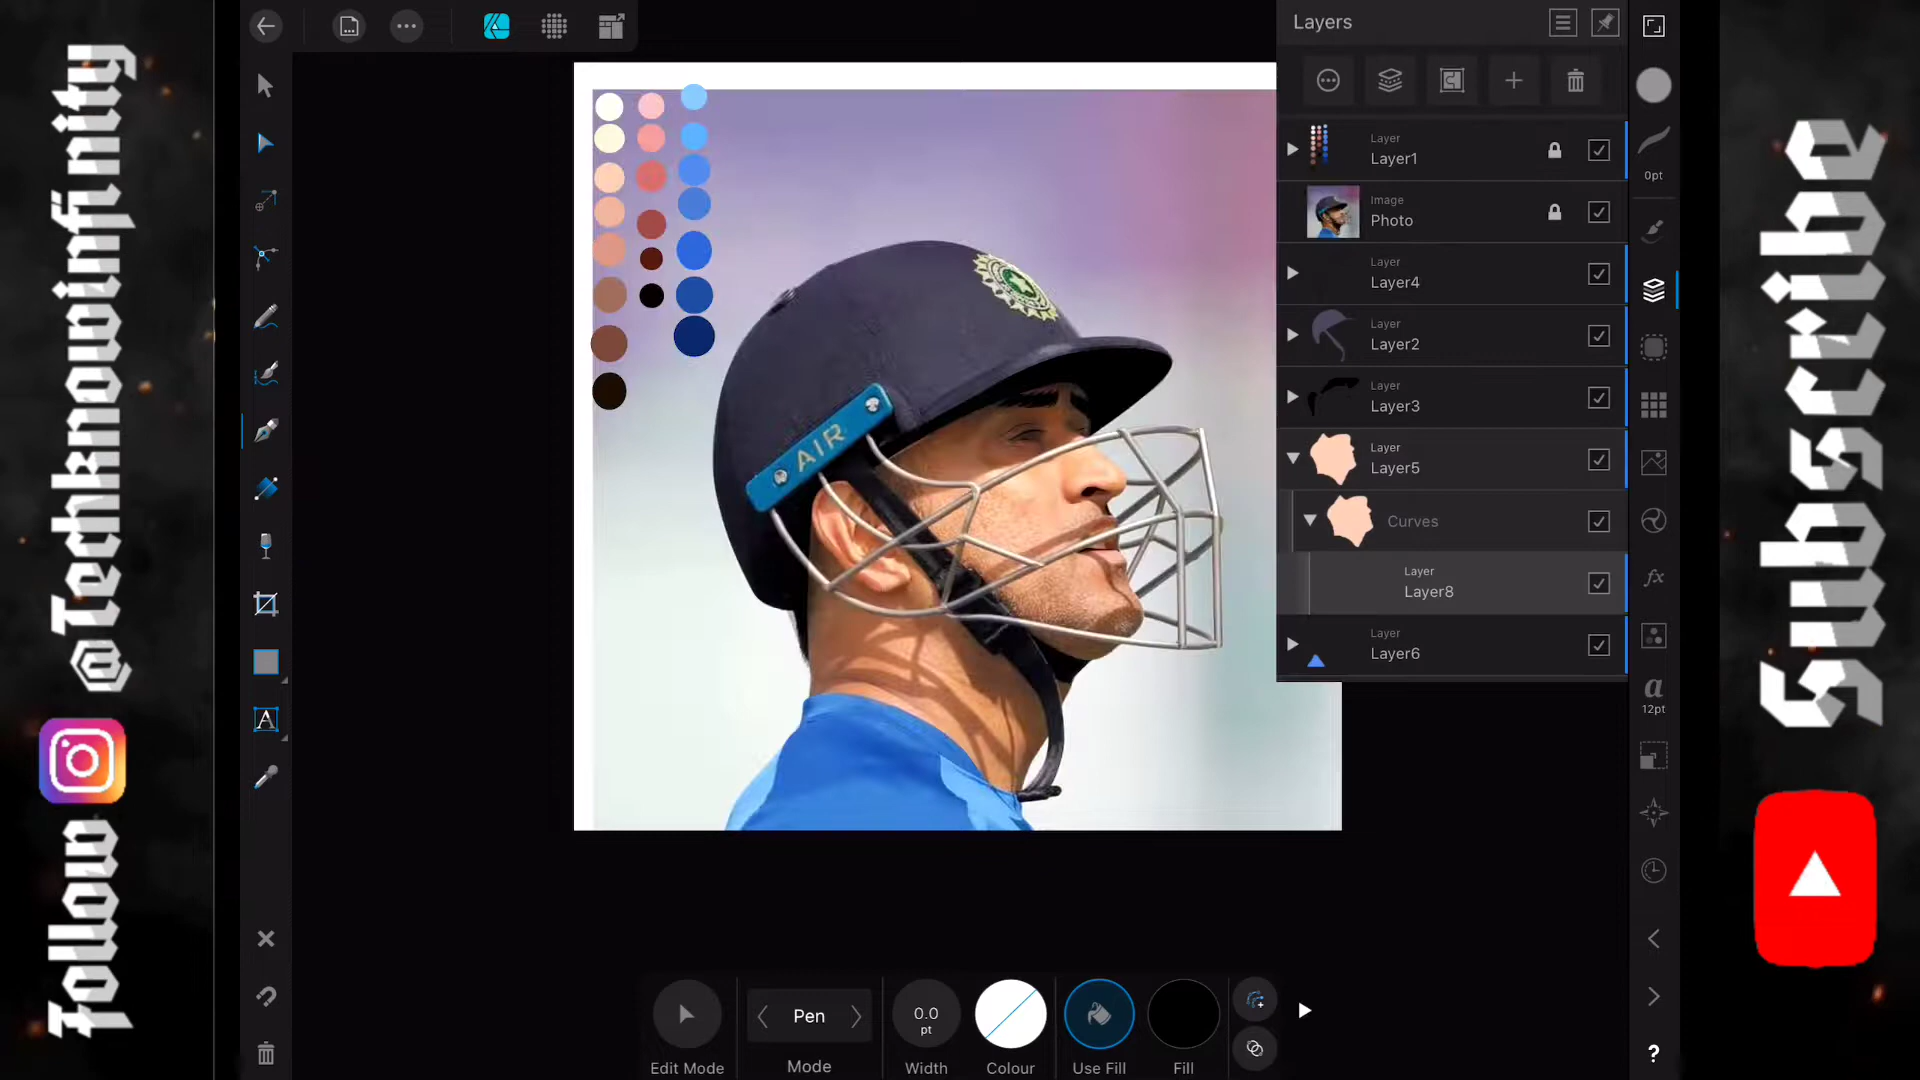 Follow @Techknowinfinity
Layers
Layer
Layer1
Image
Photo
Layer
Layer4
Layer
Layer2
Layer
Layer3
Layer
Layer5
Curves
Layer
Layer8
Layer
Layer6
AIR
0pt
fx
a
12pt
?
A
Edit Mode
Pen
Mode
0.0
pt
Width
Colour
Use Fill
Fill
Subscribe